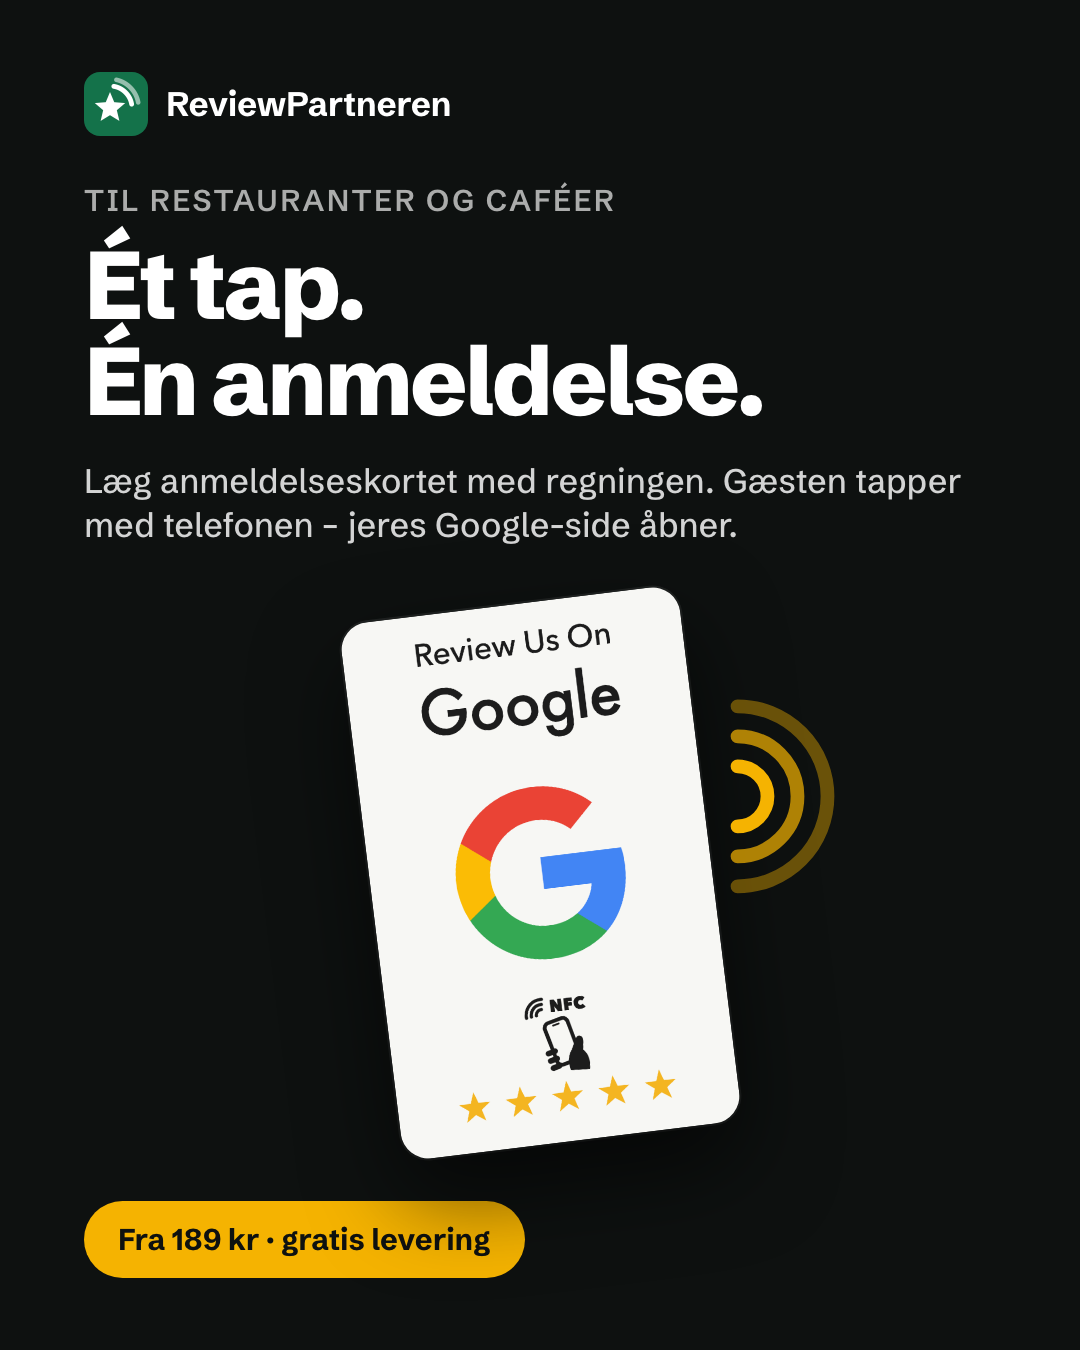 ReviewPartneren
TIL RESTAURANTER OG CAFÉER
Ét tap.
Én anmeldelse.
Læg anmeldelseskortet med regningen. Gæsten tapper
med telefonen – jeres Google-side åbner.
Review Us On
Google
NFC
Fra 189 kr · gratis levering